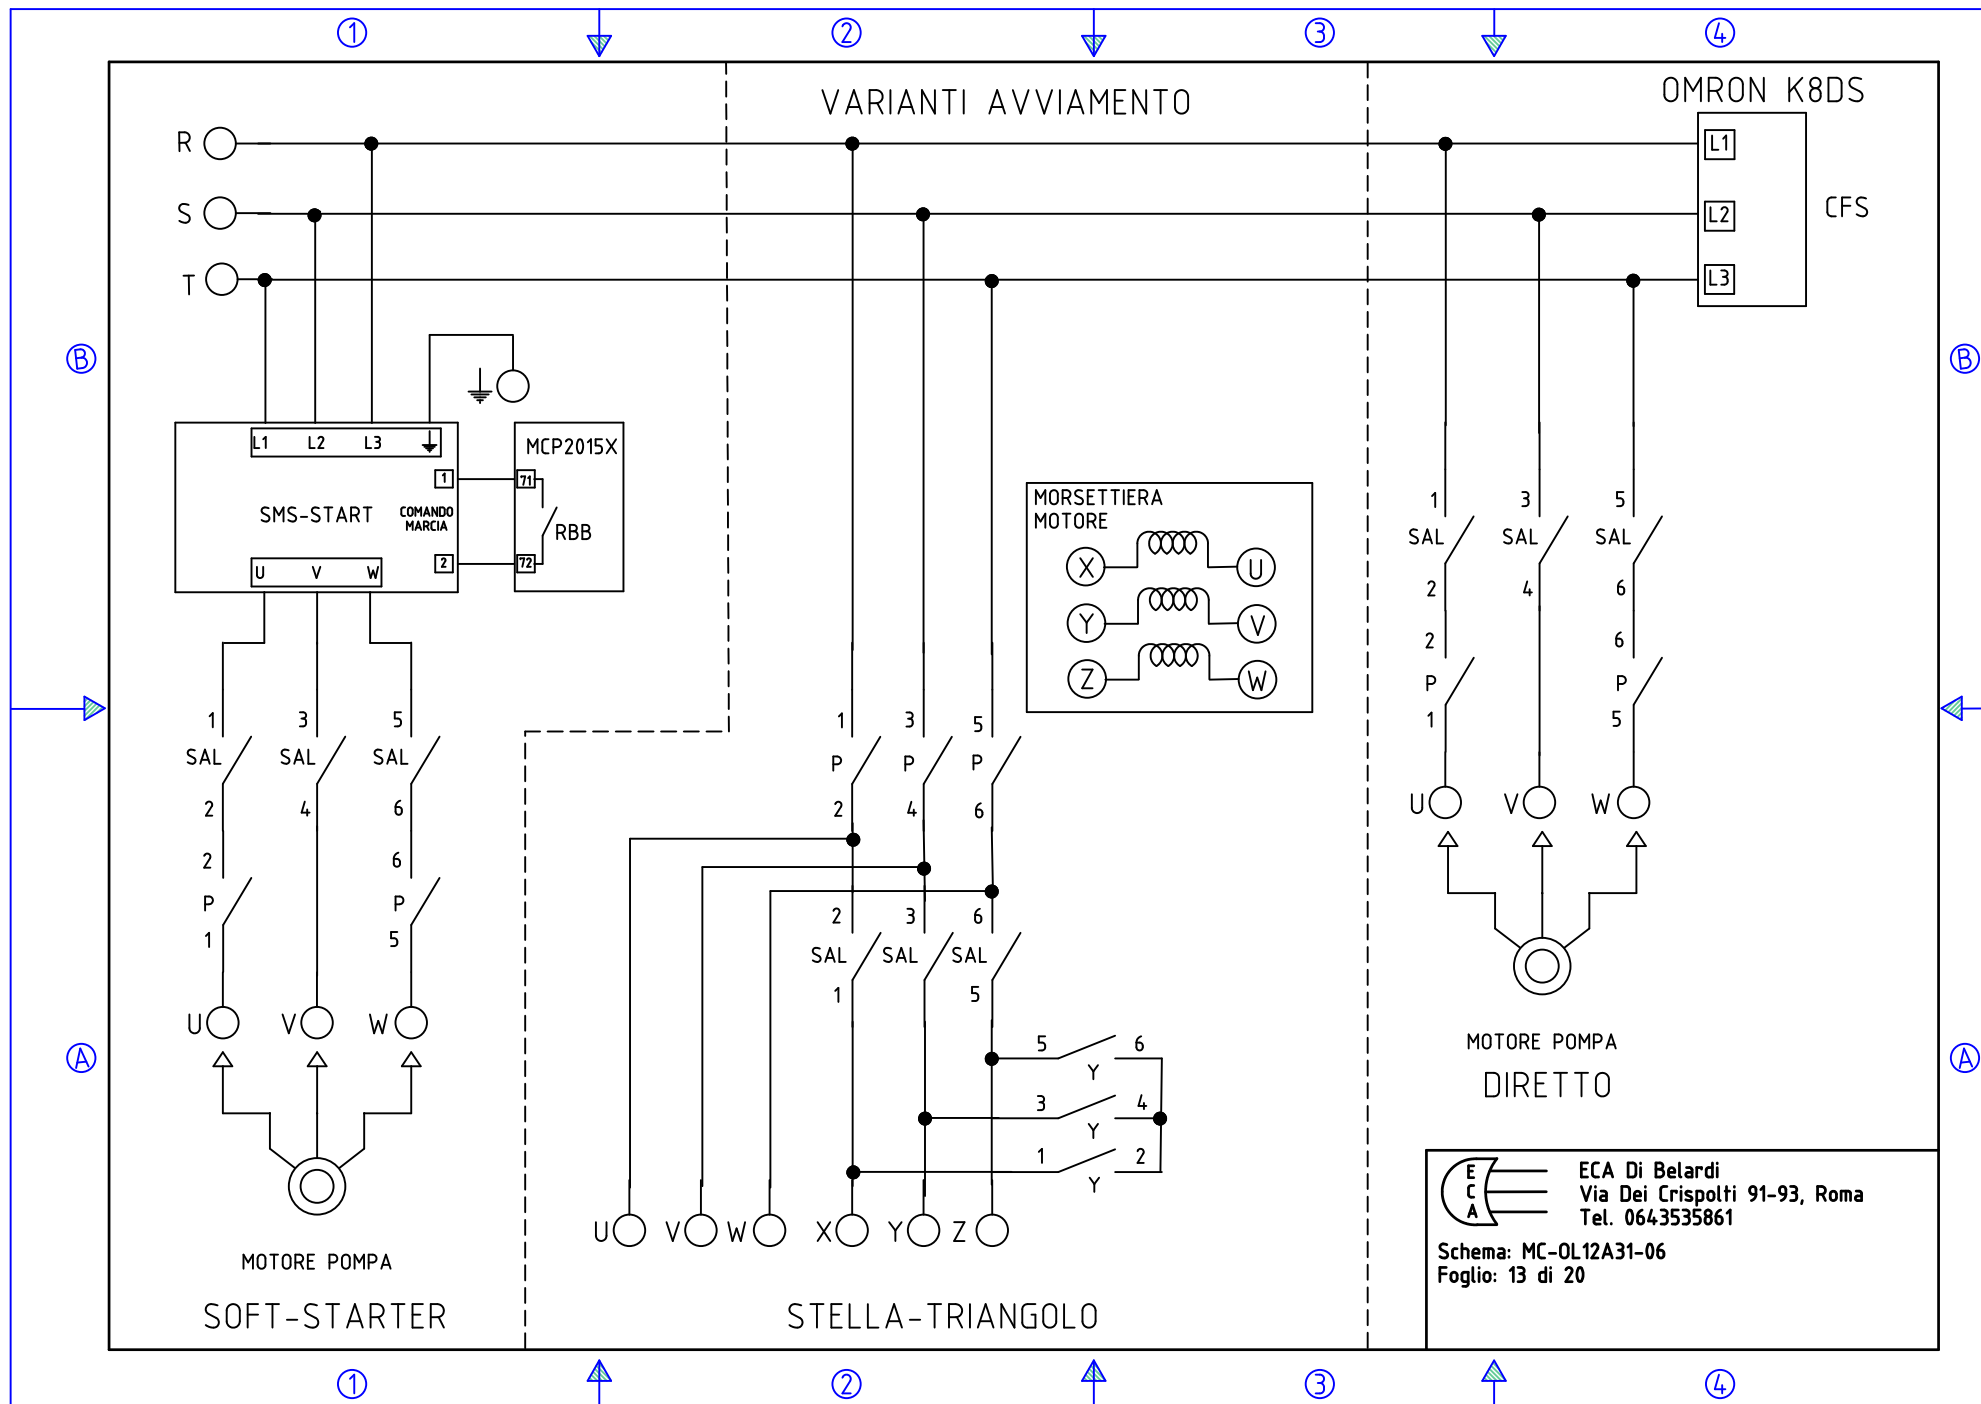 1 2 3 4
VARIANTI AVVIAMENTO
OMRON K8DS
R
L1
S
L2
CFS
T
L3
B
B
L1 L2 L3
MCP2015X
1
71
SMS-START
COMANDO
MARCIA
RBB
2
72
U V W
MORSETTIERA
MOTORE
X U
Y V
Z W
1 3 5
SAL SAL SAL
2 4 6
2 6
P P
1 5
U V W
MOTORE POMPA
DIRETTO
1 3 5
SAL SAL SAL
2 4 6
2 6
P P
1 5
U V W
MOTORE POMPA
SOFT-STARTER
1 3 5
P P P
2 4 6
2 3 6
SAL SAL SAL
1 5
5 6
Y
3 4
Y
1 2
Y
U V W X Y Z
STELLA-TRIANGOLO
A
A
E
C
A
ECA Di Belardi
Via Dei Crispolti 91-93, Roma
Tel. 0643535861
Schema: MC-OL12A31-06
Foglio: 13 di 20
1 2 3 4